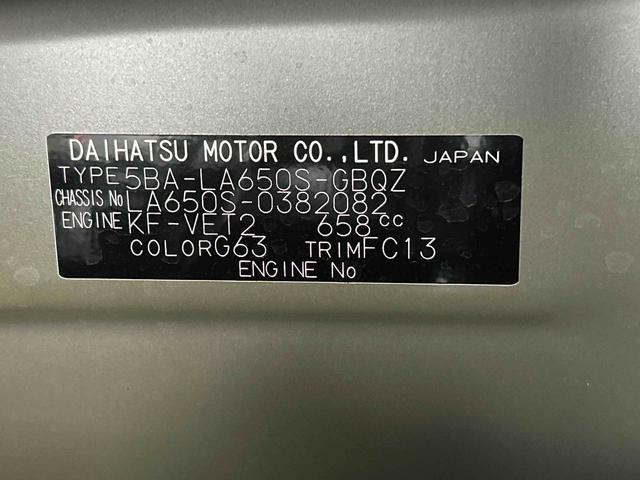 DAIHATSU MOTOR CO.,LTD. JAPAN
TYPE 5BA-LA650S-GBQZ
CHASSIS No LA650S-0382082
ENGINE KF-VET2 658cc
COLOR G63 TRIM FC13
ENGINE No